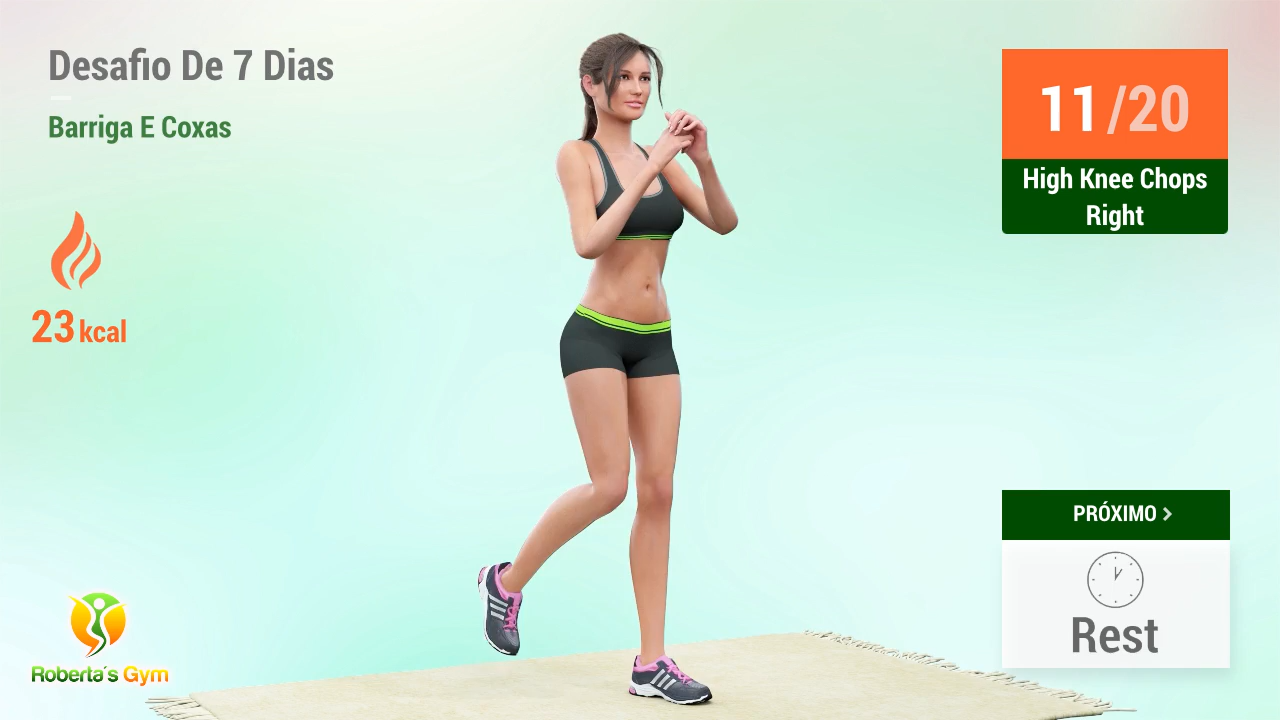 Desafio De 7 Dias
Barriga E Coxas
23 kcal
11/20
High Knee Chops
Right
PRÓXIMO >
Rest
Roberta´s Gym